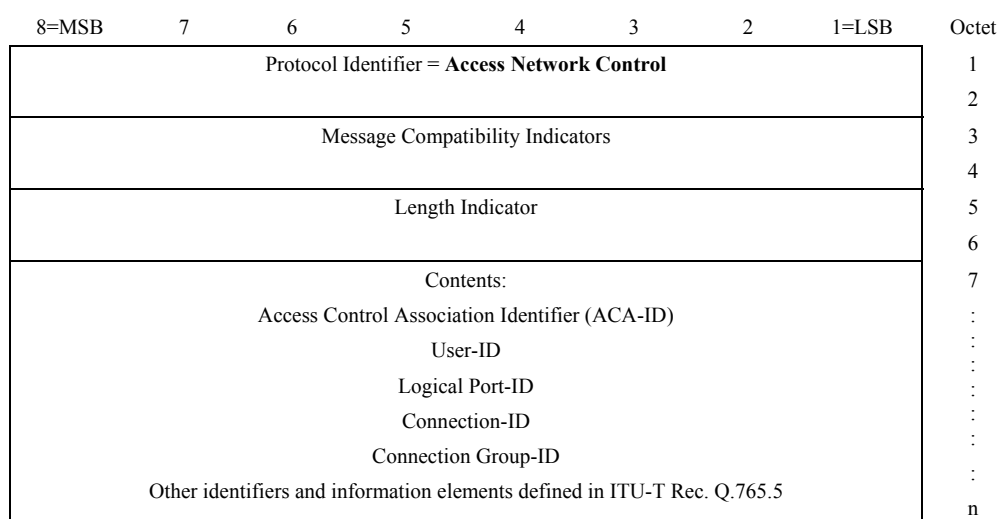 8=MSB 7 6 5 4 3 2 1=LSB Octet
Protocol Identifier = Access Network Control 1
2
Message Compatibility Indicators 3
4
Length Indicator 5
6
Contents: 7
Access Control Association Identifier (ACA-ID) :
User-ID :
:
Logical Port-ID :
Connection-ID :
Connection Group-ID :
Other identifiers and information elements defined in ITU-T Rec. Q.765.5 :
n